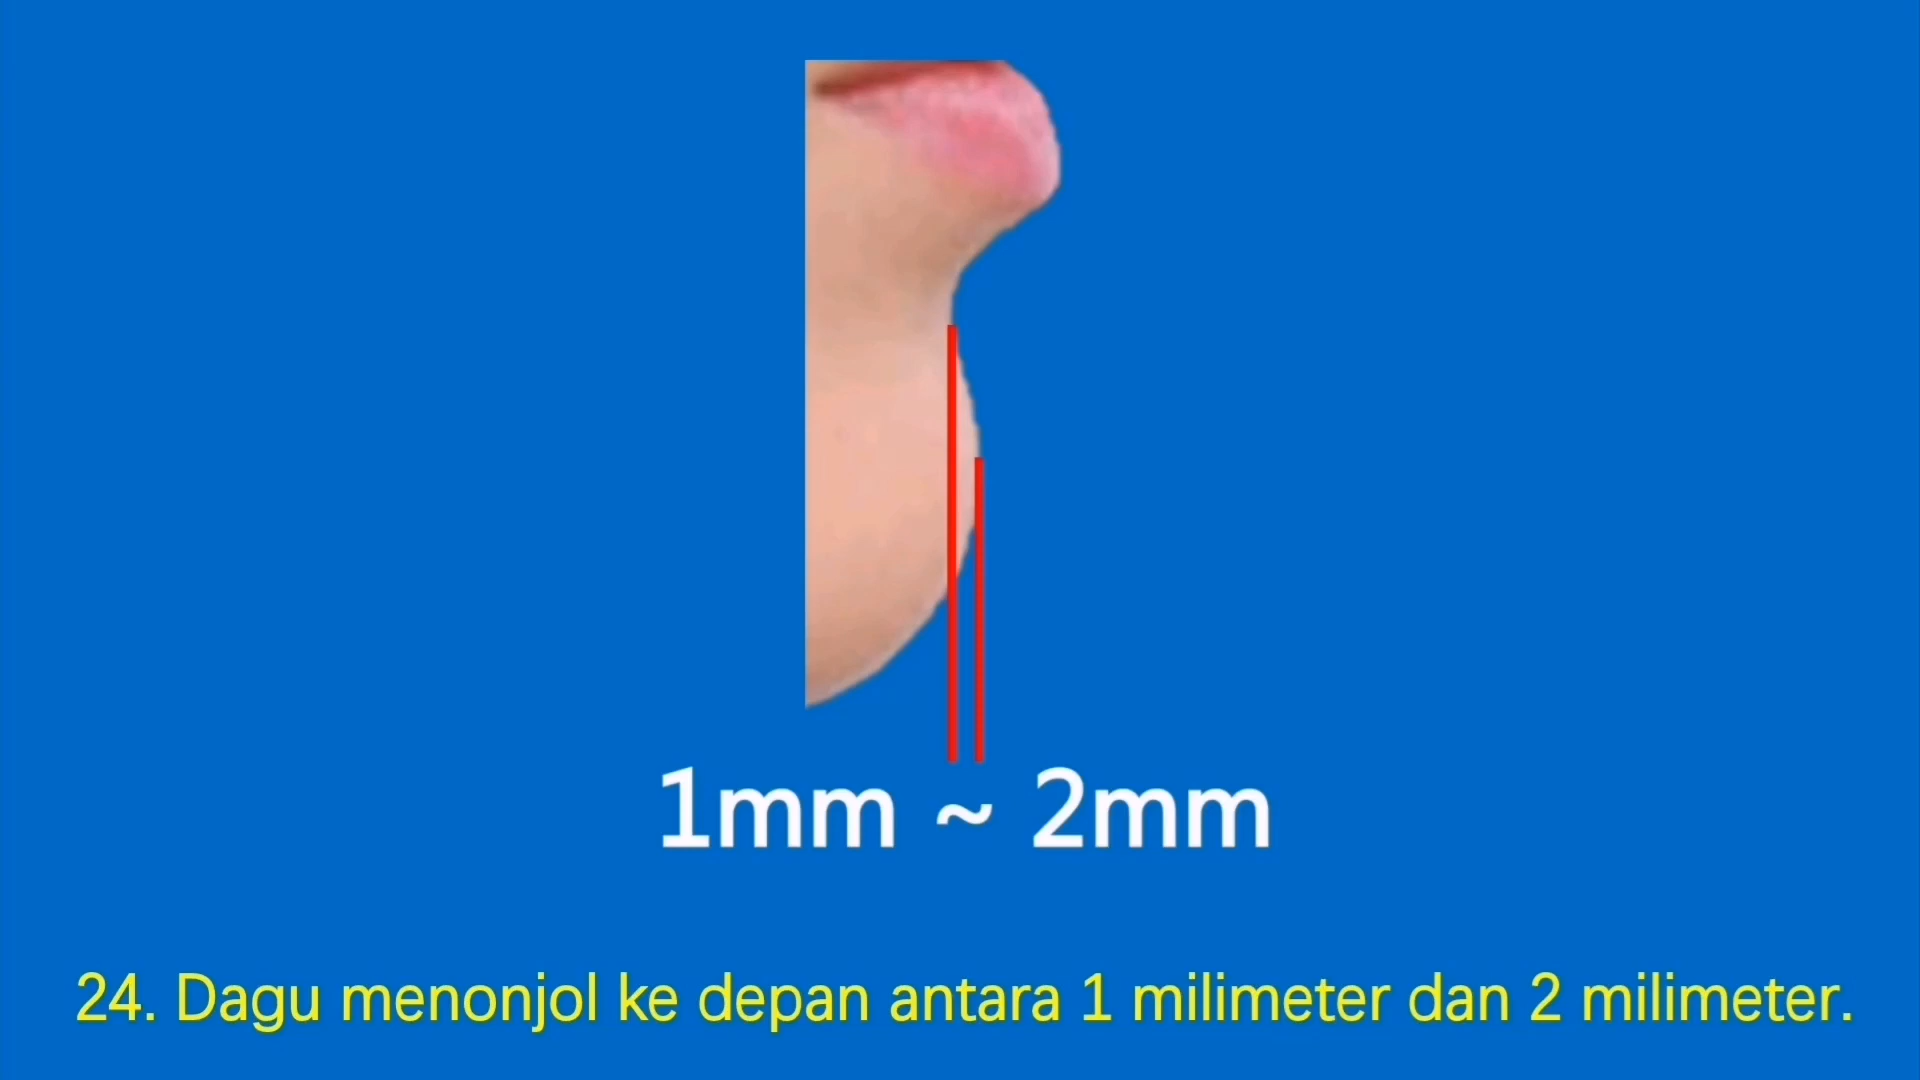 1mm ~ 2mm
24. Dagu menonjol ke depan antara 1 milimeter dan 2 milimeter.